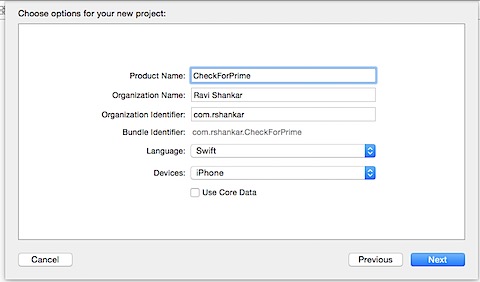 Choose options for your new project:
Product Name: CheckForPrime
Organization Name: Ravi Shankar
Organization Identifier: com.rshankar
Bundle Identifier: com.rshankar.CheckForPrime
Language: Swift
Devices: iPhone
Use Core Data
Cancel Previous Next